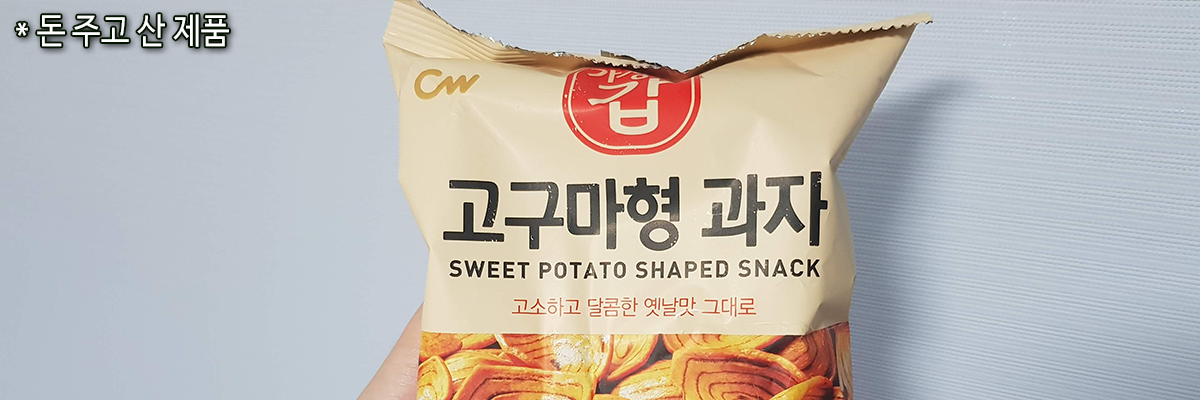 * 돈 주고 산 제품
CW
갑
고구마형 과자
SWEET POTATO SHAPED SNACK
고소하고 달콤한 옛날맛 그대로